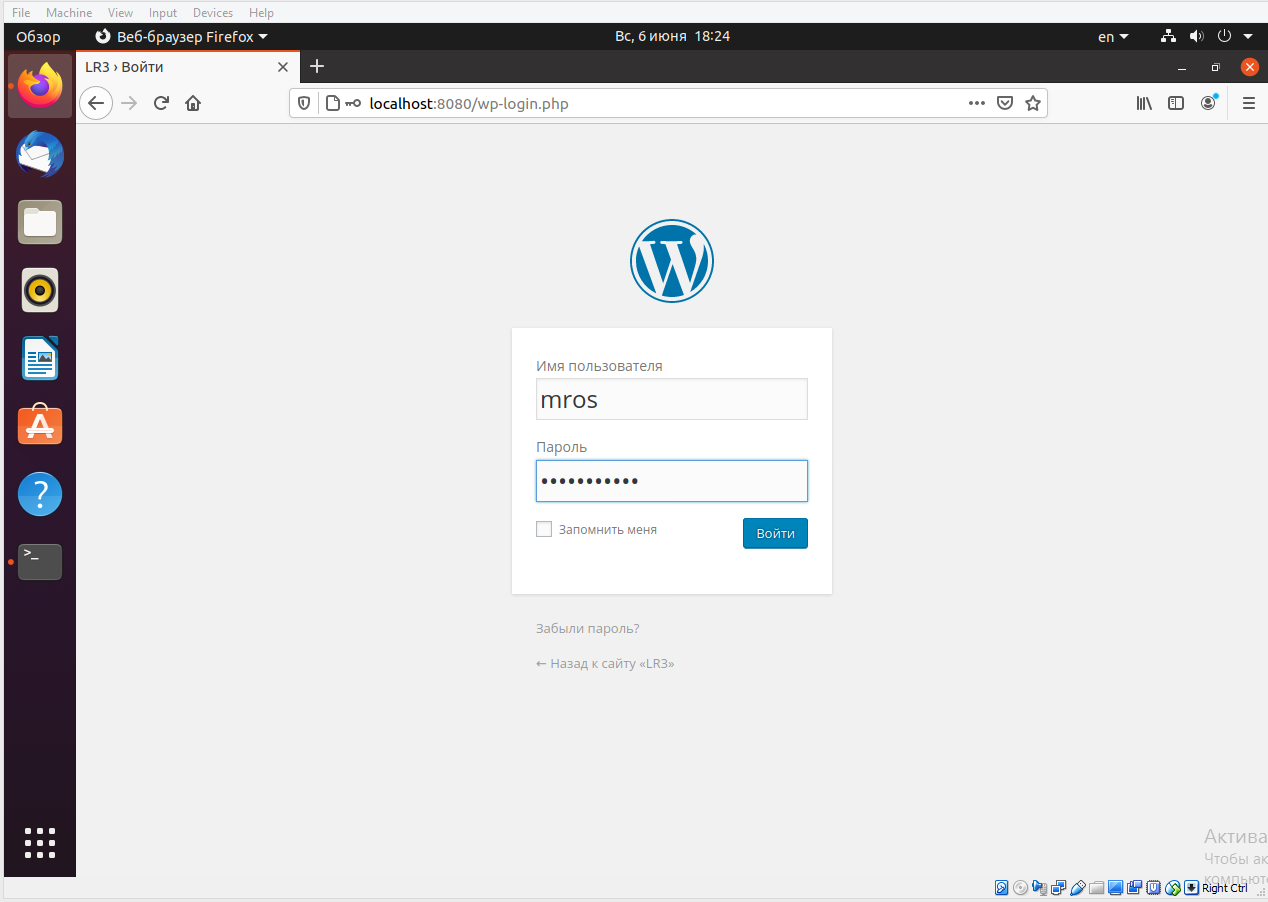 File Machine View Input Devices Help
Обзор Веб-браузер Firefox Вс, 6 июня 18:24 en
LR3 › Войти
localhost:8080/wp-login.php
Имя пользователя
mros
Пароль
•••••••••••
Запомнить меня Войти
Забыли пароль?
← Назад к сайту «LR3»
Актива
Чтобы ак
компьюте
Right Ctrl